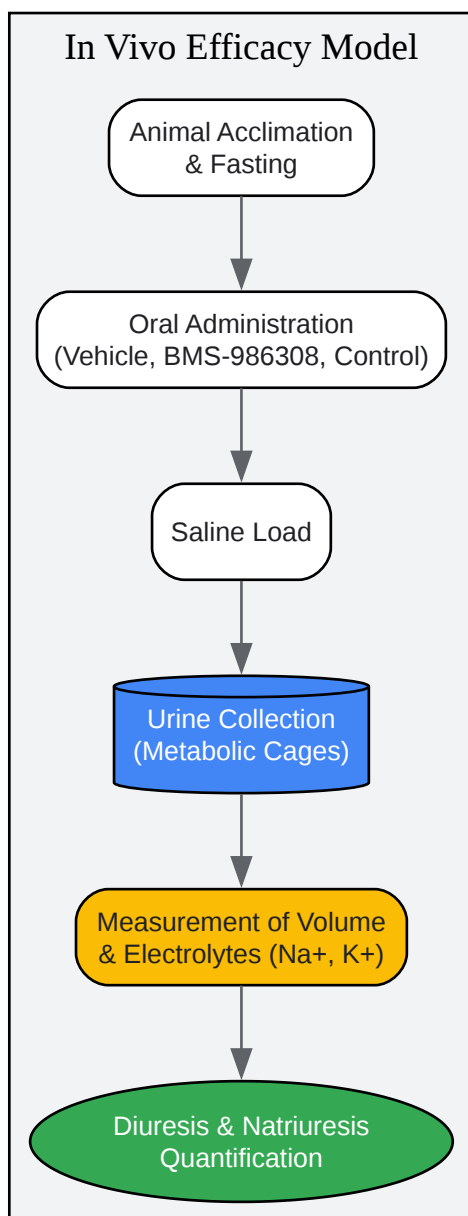 In Vivo Efficacy Model
Animal Acclimation
& Fasting
Oral Administration
(Vehicle, BMS-986308, Control)
Saline Load
Urine Collection
(Metabolic Cages)
Measurement of Volume
& Electrolytes (Na+, K+)
Diuresis & Natriuresis
Quantification